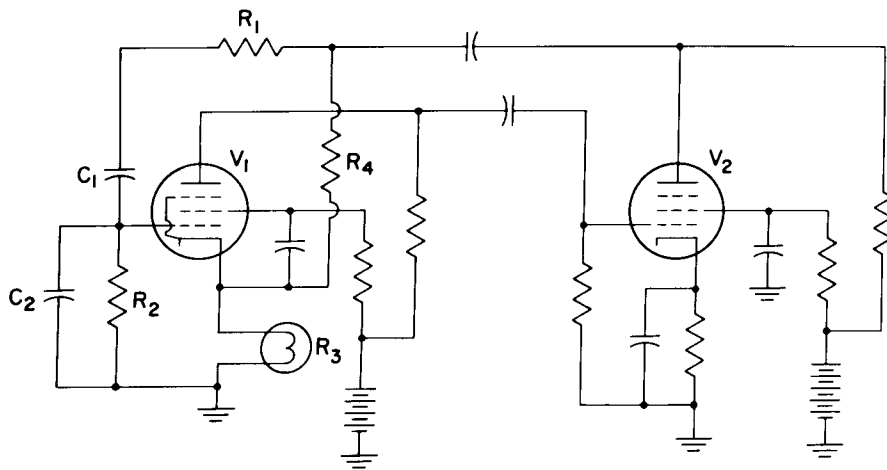 R₁
V₁
V₂
R₄
C₁
C₂
R₂
R₃